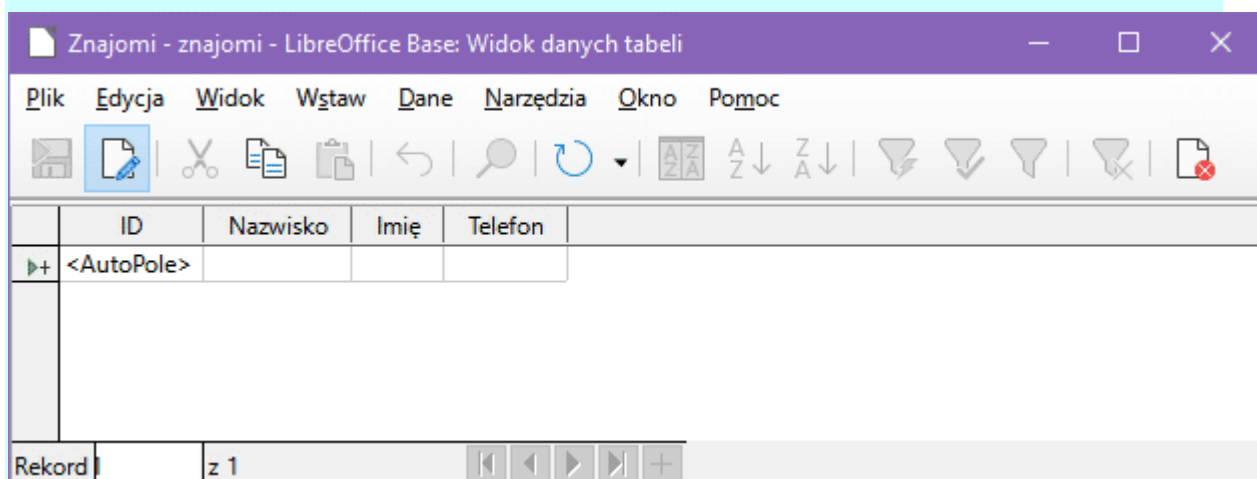 Znajomi - znajomi - LibreOffice Base: Widok danych tabeli
Plik Edycja Widok Wstaw Dane Narzędzia Okno Pomoc
ID Nazwisko Imię Telefon
<AutoPole>
Rekord 1 z 1